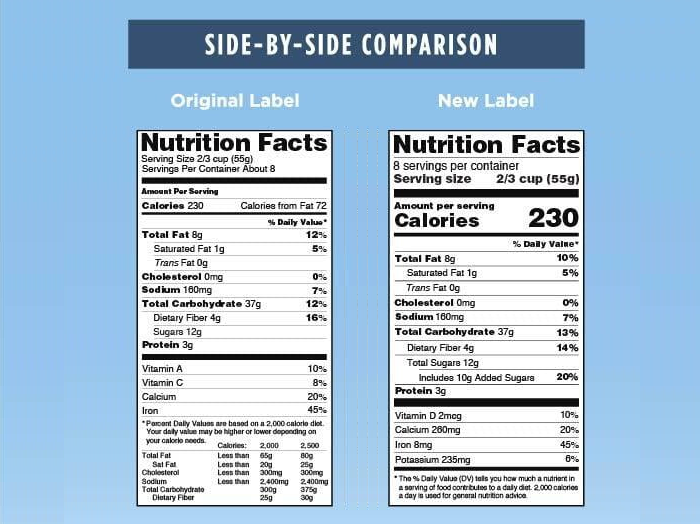 SIDE-BY-SIDE COMPARISON
Original Label
Nutrition Facts
Serving Size 2/3 cup (55g)
Servings Per Container About 8
Amount Per Serving
Calories 230 Calories from Fat 72
% Daily Value*
Total Fat 8g 12%
Saturated Fat 1g 5%
Trans Fat 0g
Cholesterol 0mg 0%
Sodium 160mg 7%
Total Carbohydrate 37g 12%
Dietary Fiber 4g 16%
Sugars 12g
Protein 3g
Vitamin A 10%
Vitamin C 8%
Calcium 20%
Iron 45%
* Percent Daily Values are based on a 2,000 calorie diet.
Your daily value may be higher or lower depending on
your calorie needs.
Calories: 2,000 2,500
Total Fat Less than 65g 80g
Sat Fat Less than 20g 25g
Cholesterol Less than 300mg 300mg
Sodium Less than 2,400mg 2,400mg
Total Carbohydrate 300g 375g
Dietary Fiber 25g 30g
New Label
Nutrition Facts
8 servings per container
Serving size 2/3 cup (55g)
Amount per serving
Calories 230
% Daily Value*
Total Fat 8g 10%
Saturated Fat 1g 5%
Trans Fat 0g
Cholesterol 0mg 0%
Sodium 160mg 7%
Total Carbohydrate 37g 13%
Dietary Fiber 4g 14%
Total Sugars 12g
Includes 10g Added Sugars 20%
Protein 3g
Vitamin D 2mcg 10%
Calcium 260mg 20%
Iron 8mg 45%
Potassium 235mg 6%
* The % Daily Value (DV) tells you how much a nutrient in
a serving of food contributes to a daily diet. 2,000 calories
a day is used for general nutrition advice.